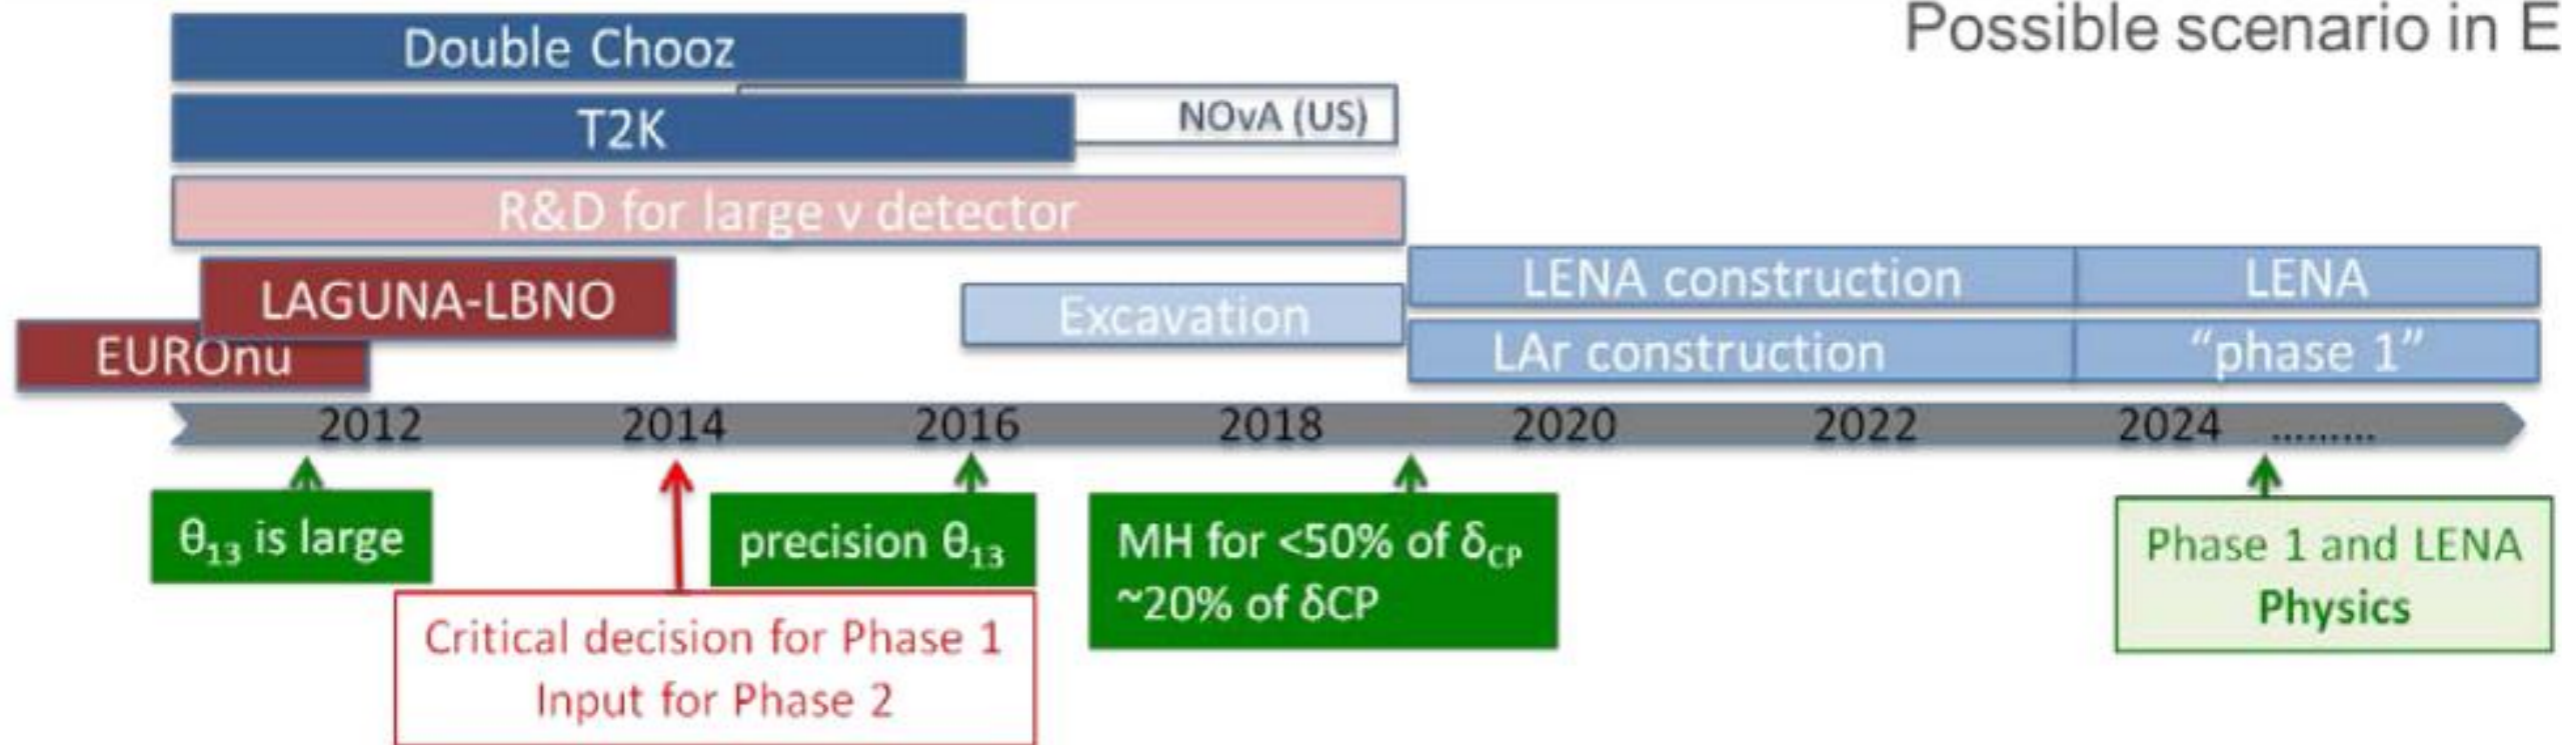 Possible scenario in E
Double Chooz
NOvA (US)
T2K
R&D for large ν detector
LAGUNA-LBNO
EUROnu
Excavation
LENA construction
LENA
LAr construction
“phase 1”
2012 2014 2016 2018 2020 2022 2024 .........
θ₁₃ is large
precision θ₁₃
Critical decision for Phase 1
Input for Phase 2
MH for <50% of δ_CP
~20% of δCP
Phase 1 and LENA
Physics